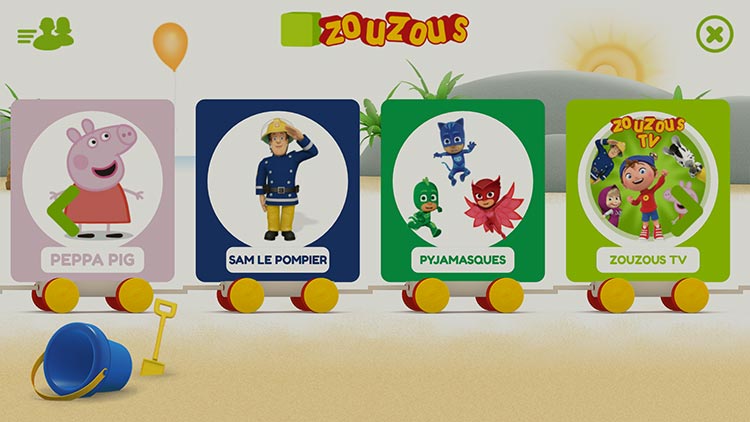 ZOUZOUS
PEPPA PIG
SAM LE POMPIER
PYJAMASQUES
ZOUZOUS
TV
ZOUZOUS TV